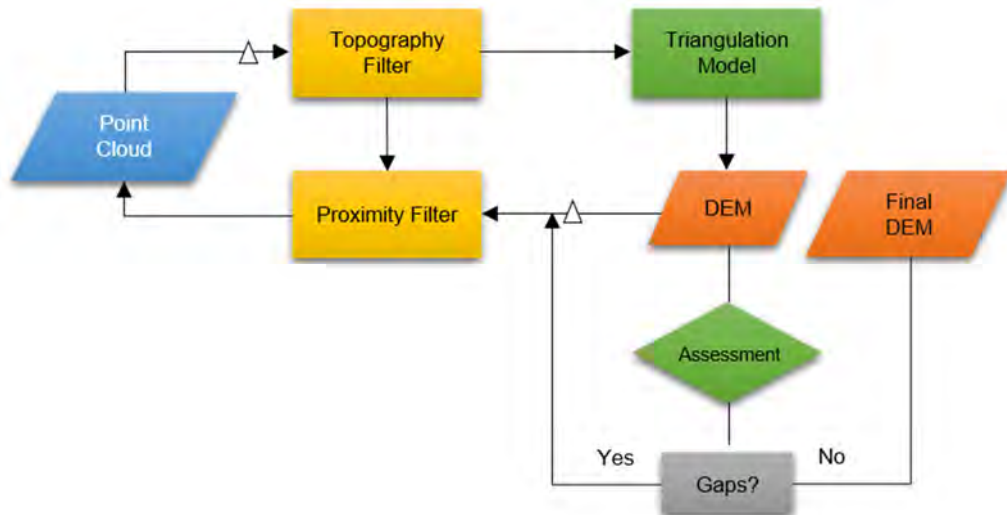 Topography
Filter
Triangulation
Model
Point
Cloud
Proximity Filter
DEM
Final
DEM
Assessment
Yes
No
Gaps?